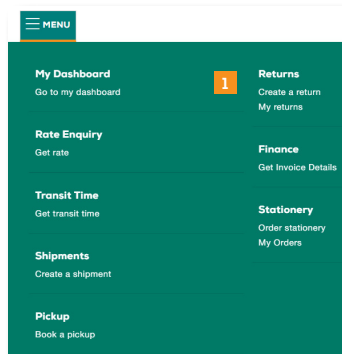 MENU
My Dashboard
Go to my dashboard
1
Rate Enquiry
Get rate
Transit Time
Get transit time
Shipments
Create a shipment
Pickup
Book a pickup
Returns
Create a return
My returns
Finance
Get Invoice Details
Stationery
Order stationery
My Orders